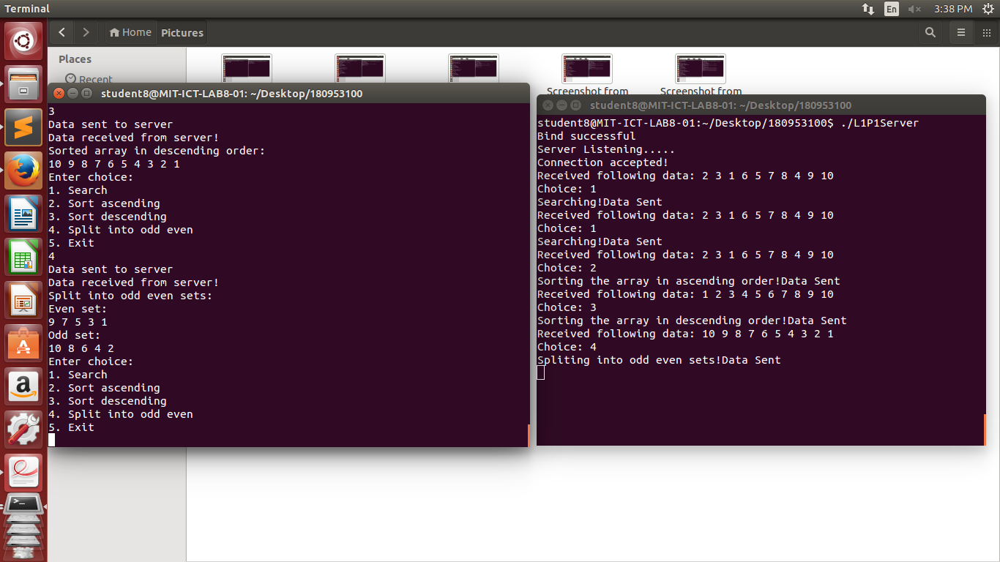 Terminal
En
3:38 PM
Home
Pictures
Places
Recent
Screenshot from
Screenshot from
student8@MIT-ICT-LAB8-01: ~/Desktop/180953100
3
Data sent to server
Data received from server!
Sorted array in descending order:
10 9 8 7 6 5 4 3 2 1
Enter choice:
1. Search
2. Sort ascending
3. Sort descending
4. Split into odd even
5. Exit
4
Data sent to server
Data received from server!
Split into odd even sets:
Even set:
9 7 5 3 1
Odd set:
10 8 6 4 2
Enter choice:
1. Search
2. Sort ascending
3. Sort descending
4. Split into odd even
5. Exit
student8@MIT-ICT-LAB8-01: ~/Desktop/180953100
student8@MIT-ICT-LAB8-01:~/Desktop/180953100$ ./L1P1Server
Bind successful
Server Listening.....
Connection accepted!
Received following data: 2 3 1 6 5 7 8 4 9 10
Choice: 1
Searching!Data Sent
Received following data: 2 3 1 6 5 7 8 4 9 10
Choice: 1
Searching!Data Sent
Received following data: 2 3 1 6 5 7 8 4 9 10
Choice: 2
Sorting the array in ascending order!Data Sent
Received following data: 1 2 3 4 5 6 7 8 9 10
Choice: 3
Sorting the array in descending order!Data Sent
Received following data: 10 9 8 7 6 5 4 3 2 1
Choice: 4
Spliting into odd even sets!Data Sent